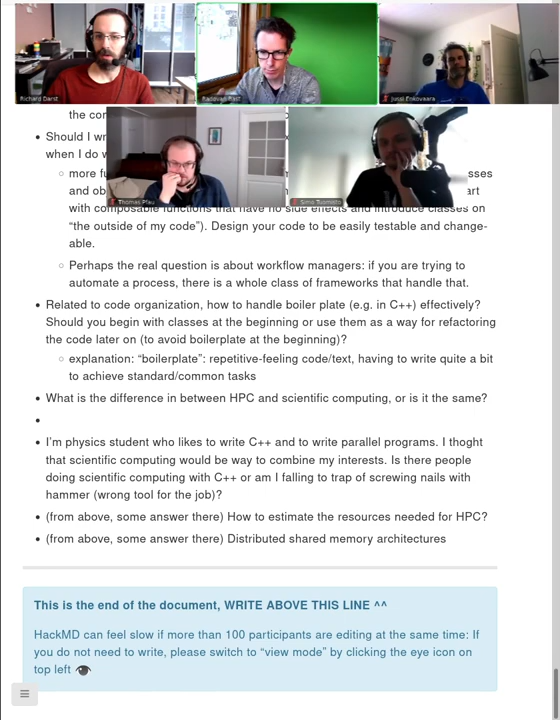 Richard Darst
Radovan Bast
Jussi Enkovaara
Thomas Pfau
Simo Tuomisto
the cor
Should I wr
when I do w
more fu
sses
and ob
art
with composable functions that have no side effects and introduce classes on
“the outside of my code”). Design your code to be easily testable and change-
able.
Perhaps the real question is about workflow managers: if you are trying to
automate a process, there is a whole class of frameworks that handle that.
Related to code organization, how to handle boiler plate (e.g. in C++) effectively?
Should you begin with classes at the beginning or use them as a way for refactoring
the code later on (to avoid boilerplate at the beginning)?
explanation: “boilerplate”: repetitive-feeling code/text, having to write quite a bit
to achieve standard/common tasks
What is the difference in between HPC and scientific computing, or is it the same?
I’m physics student who likes to write C++ and to write parallel programs. I thoght
that scientific computing would be way to combine my interests. Is there people
doing scientific computing with C++ or am I falling to trap of screwing nails with
hammer (wrong tool for the job)?
(from above, some answer there) How to estimate the resources needed for HPC?
(from above, some answer there) Distributed shared memory architectures
This is the end of the document, WRITE ABOVE THIS LINE ^^
HackMD can feel slow if more than 100 participants are editing at the same time: If
you do not need to write, please switch to “view mode” by clicking the eye icon on
top left